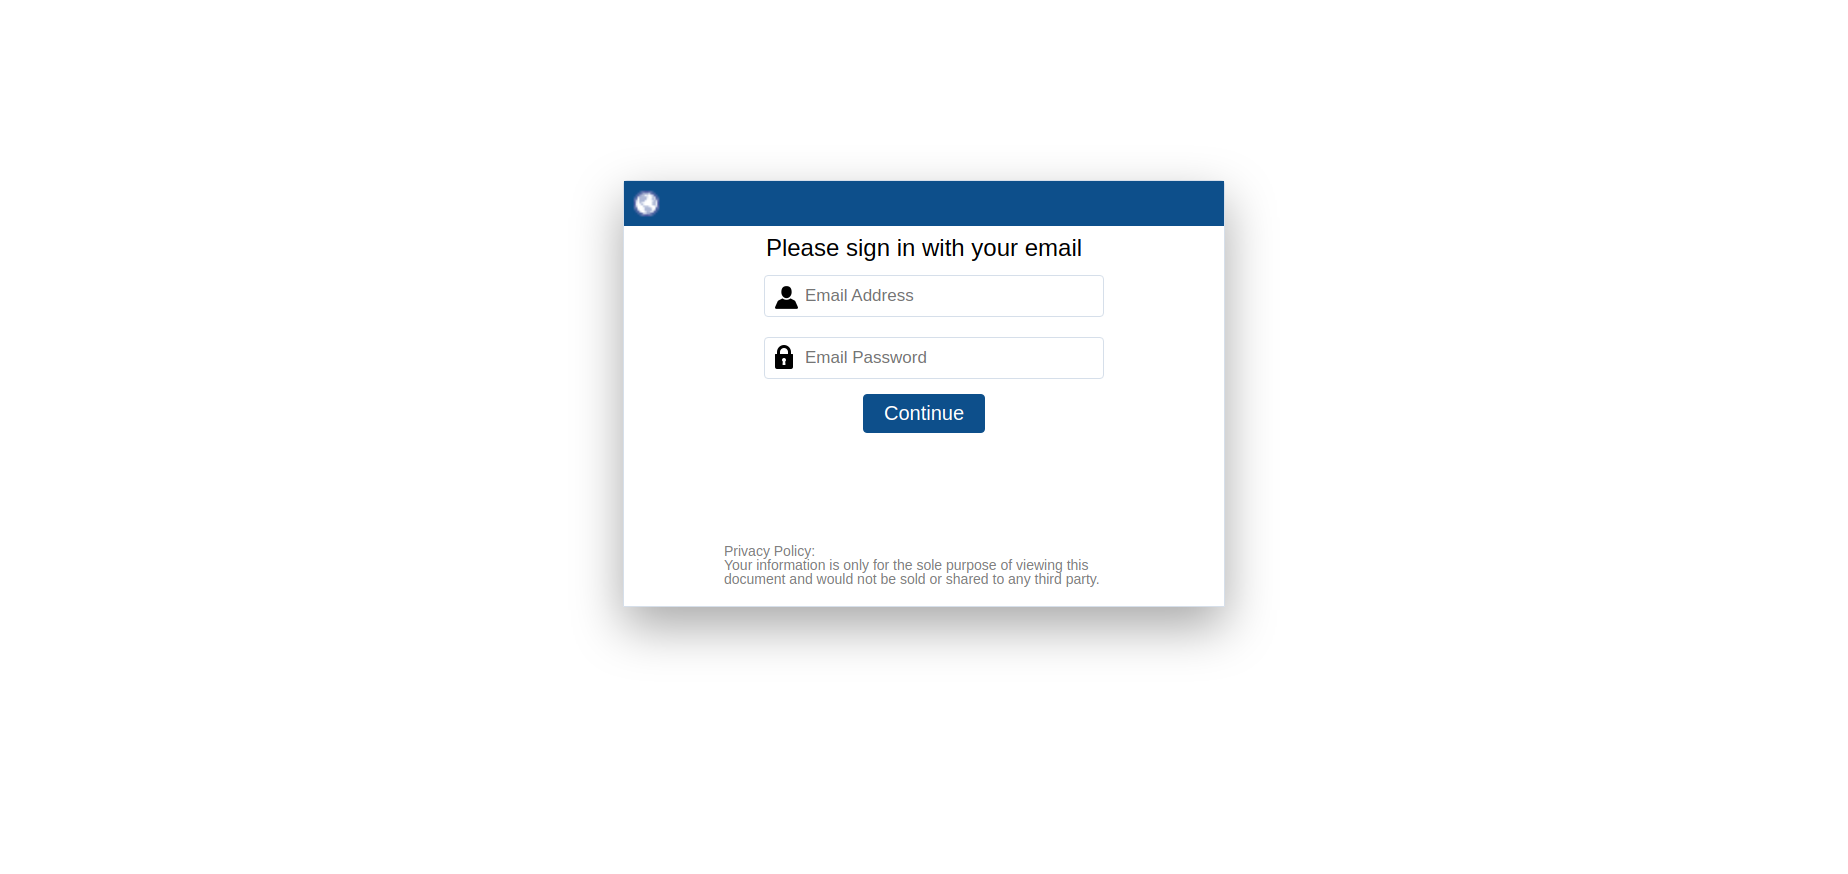 Please sign in with your email
Email Address
Email Password
Continue
Privacy Policy:
Your information is only for the sole purpose of viewing this
document and would not be sold or shared to any third party.